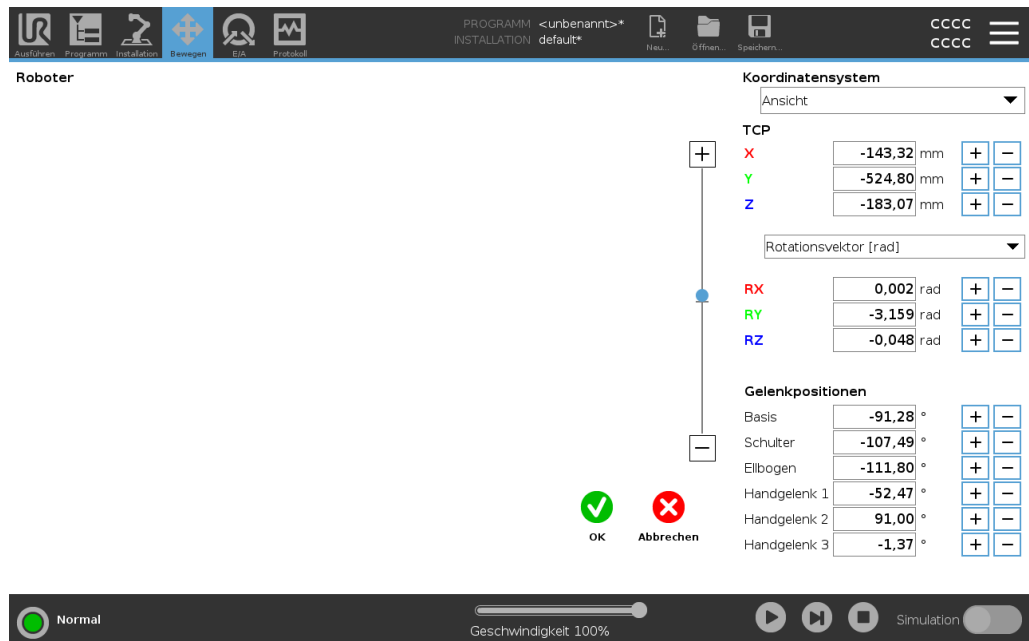 UR
Ausführen Programm Installation Bewegen E/A Protokoll
PROGRAMM <unbenannt>*
INSTALLATION default*
Neu... Öffnen... Speichern...
CCCC
CCCC
Roboter
Koordinatensystem
Ansicht
TCP
X -143,32 mm + −
Y -524,80 mm + −
Z -183,07 mm + −
Rotationsvektor [rad]
RX 0,002 rad + −
RY -3,159 rad + −
RZ -0,048 rad + −
Gelenkpositionen
Basis -91,28 ° + −
Schulter -107,49 ° + −
Ellbogen -111,80 ° + −
Handgelenk 1 -52,47 ° + −
Handgelenk 2 91,00 ° + −
Handgelenk 3 -1,37 ° + −
+
−
OK Abbrechen
Normal
Geschwindigkeit 100%
Simulation